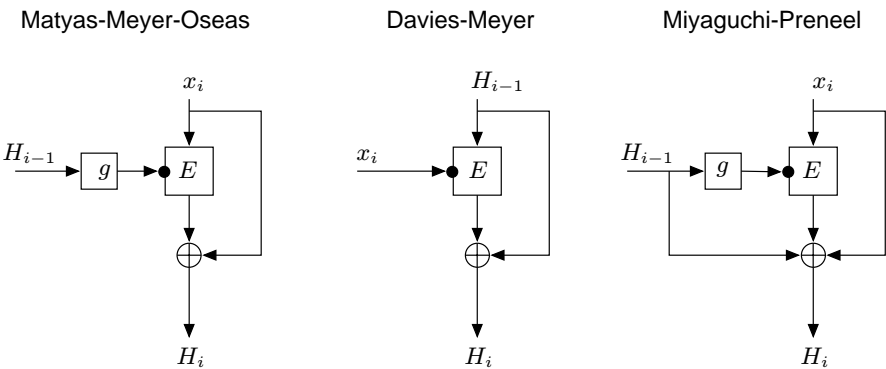 Matyas-Meyer-Oseas
Davies-Meyer
Miyaguchi-Preneel
x_i
H_{i−1}
g
E
H_i
H_{i−1}
x_i
E
H_i
x_i
H_{i−1}
g
E
H_i